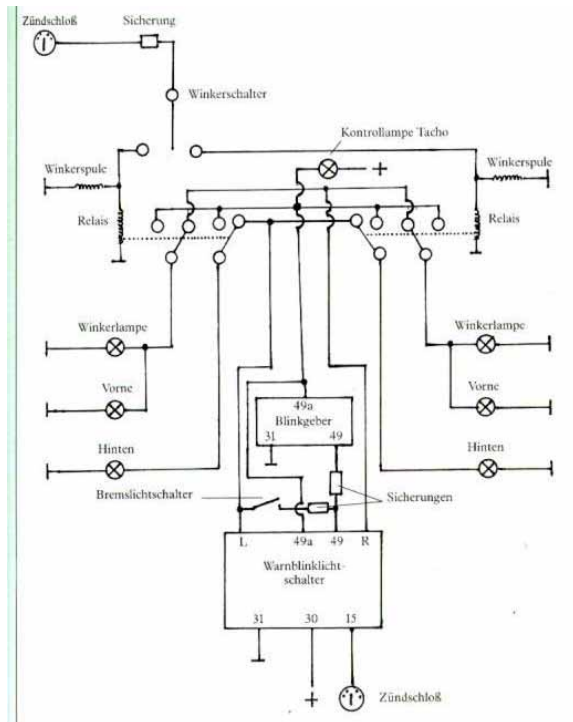 Zündschloß
Sicherung
Winkerschalter
Kontrollampe Tacho
+
Winkerspule
Winkerspule
Relais
Relais
Winkerlampe
Winkerlampe
Vorne
Vorne
49a
Blinkgeber
31 49
Hinten
Hinten
Bremslichtschalter
Sicherungen
L 49a 49 R
Warnblinklicht-
schalter
31 30 15
+
Zündschloß